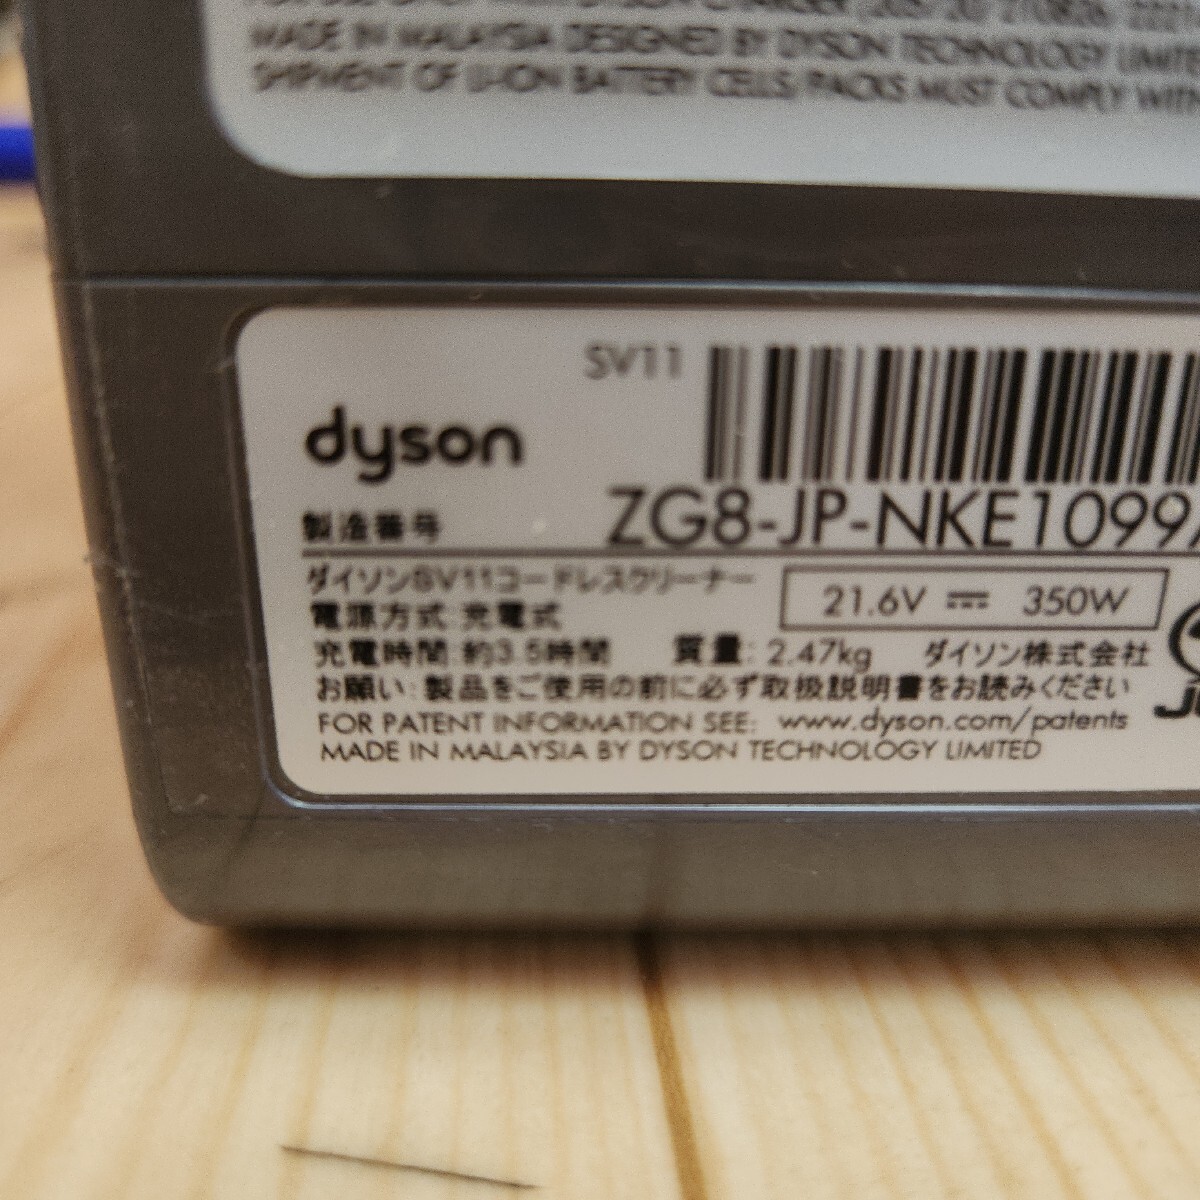 MADE IN MALAYSIA DESIGNED BY DYSON TECHNOLOGY LIMITED
SHIPMENT OF LI-ION BATTERY CELLS/PACKS MUST COMPLY WITH
SV11
dyson
製造番号 ZG8-JP-NKE1099
ダイソンSV11コードレスクリーナー
21.6V 350W
電源方式:充電式
充電時間:約3.5時間 質量:2.47kg ダイソン株式会社
お願い:製品をご使用の前に必ず取扱説明書をお読みください
FOR PATENT INFORMATION SEE: www.dyson.com/patents
MADE IN MALAYSIA BY DYSON TECHNOLOGY LIMITED